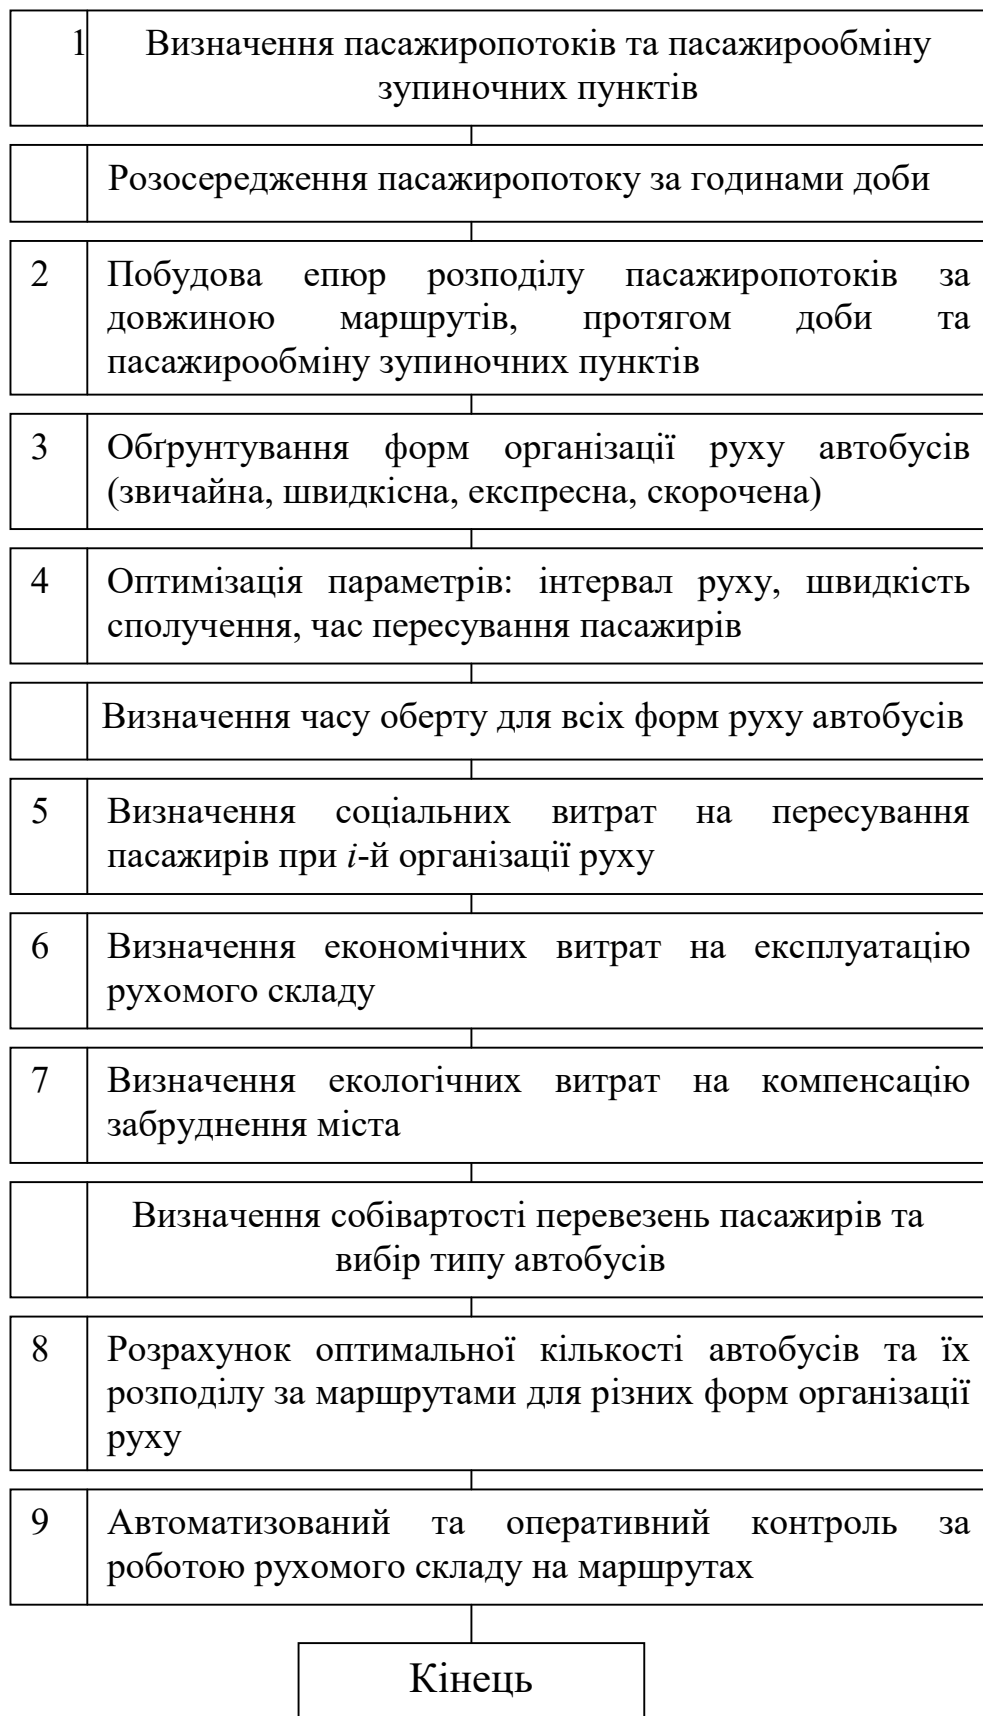 1 Визначення пасажиропотоків та пасажирообміну
зупиночних пунктів
Розосередження пасажиропотоку за годинами доби
2 Побудова епюр розподілу пасажиропотоків за
довжиною маршрутів, протягом доби та
пасажирообміну зупиночних пунктів
3 Обґрунтування форм організації руху автобусів
(звичайна, швидкісна, експресна, скорочена)
4 Оптимізація параметрів: інтервал руху, швидкість
сполучення, час пересування пасажирів
Визначення часу оберту для всіх форм руху автобусів
5 Визначення соціальних витрат на пересування
пасажирів при i-й організації руху
6 Визначення економічних витрат на експлуатацію
рухомого складу
7 Визначення екологічних витрат на компенсацію
забруднення міста
Визначення собівартості перевезень пасажирів та
вибір типу автобусів
8 Розрахунок оптимальної кількості автобусів та їх
розподілу за маршрутами для різних форм організації
руху
9 Автоматизований та оперативний контроль за
роботою рухомого складу на маршрутах
Кінець